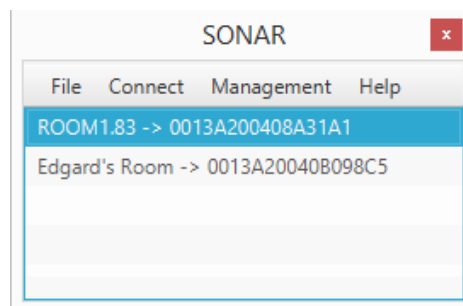 SONAR
x
File Connect Management Help
ROOM1.83 -> 0013A200408A31A1
Edgard's Room -> 0013A20040B098C5